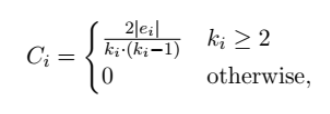 C_i = { 2|e_i| / k_i·(k_i−1)   k_i ≥ 2
0   otherwise,